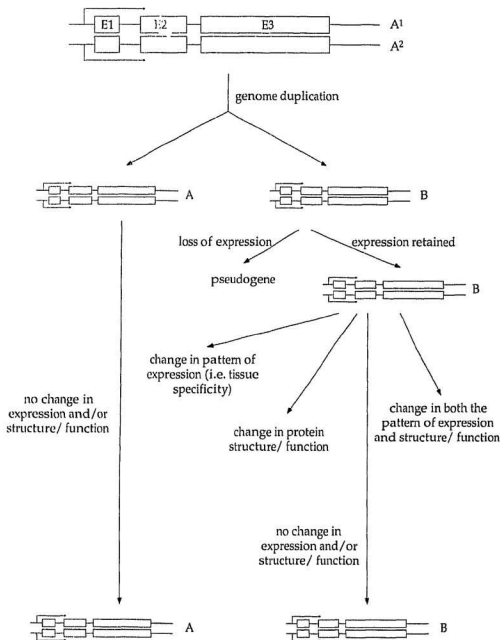 E1 E2 E3 A1
A2
genome duplication
A B
loss of expression expression retained
pseudogene
B
change in pattern of
expression (i.e. tissue
specificity)
no change in
expression and/or
structure/ function
change in protein
structure/ function
change in both the
pattern of expression
and structure/ function
no change in
expression and/or
structure/ function
A B